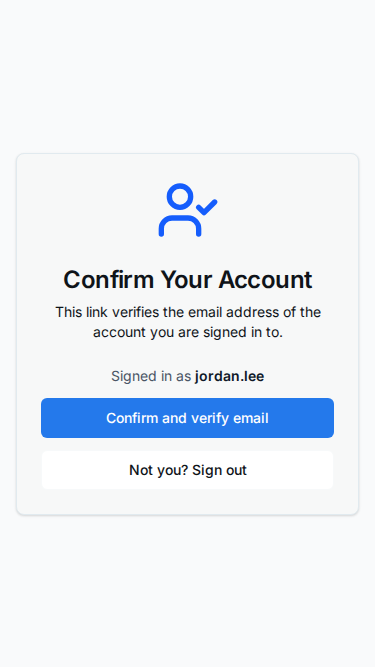 Confirm Your Account
This link verifies the email address of the
account you are signed in to.
Signed in as jordan.lee
Confirm and verify email
Not you? Sign out